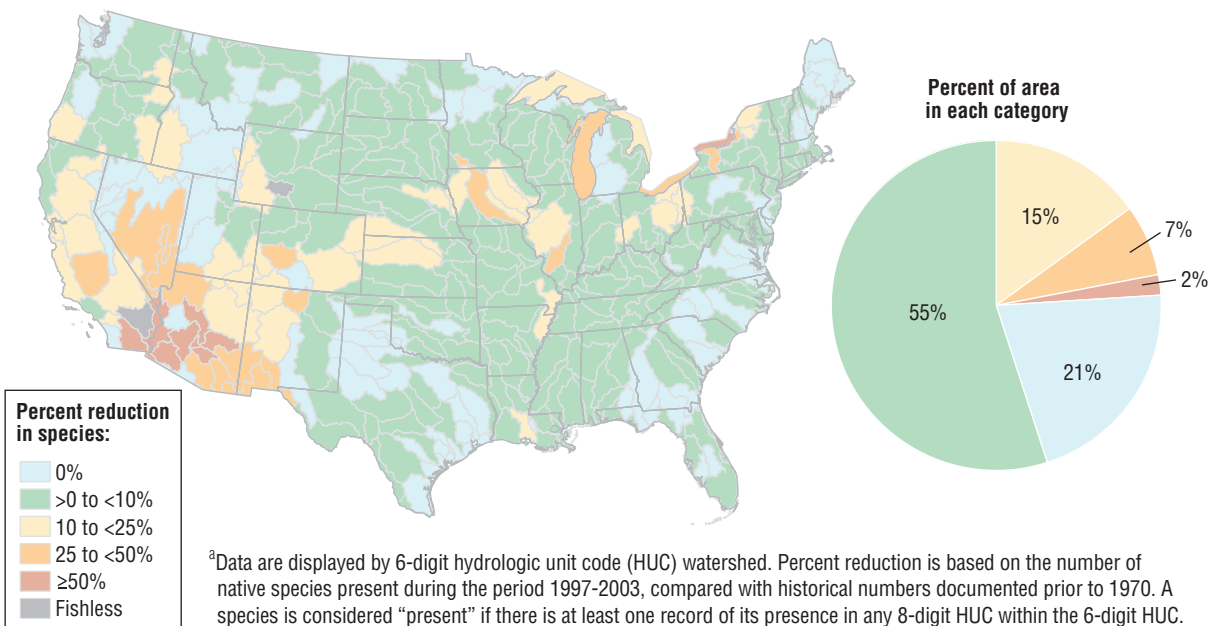 Percent of area
in each category
15%
7%
2%
55%
21%
Percent reduction
in species:
0%
>0 to <10%
10 to <25%
25 to <50%
≥50%
Fishless
aData are displayed by 6-digit hydrologic unit code (HUC) watershed. Percent reduction is based on the number of
native species present during the period 1997-2003, compared with historical numbers documented prior to 1970. A
species is considered “present” if there is at least one record of its presence in any 8-digit HUC within the 6-digit HUC.